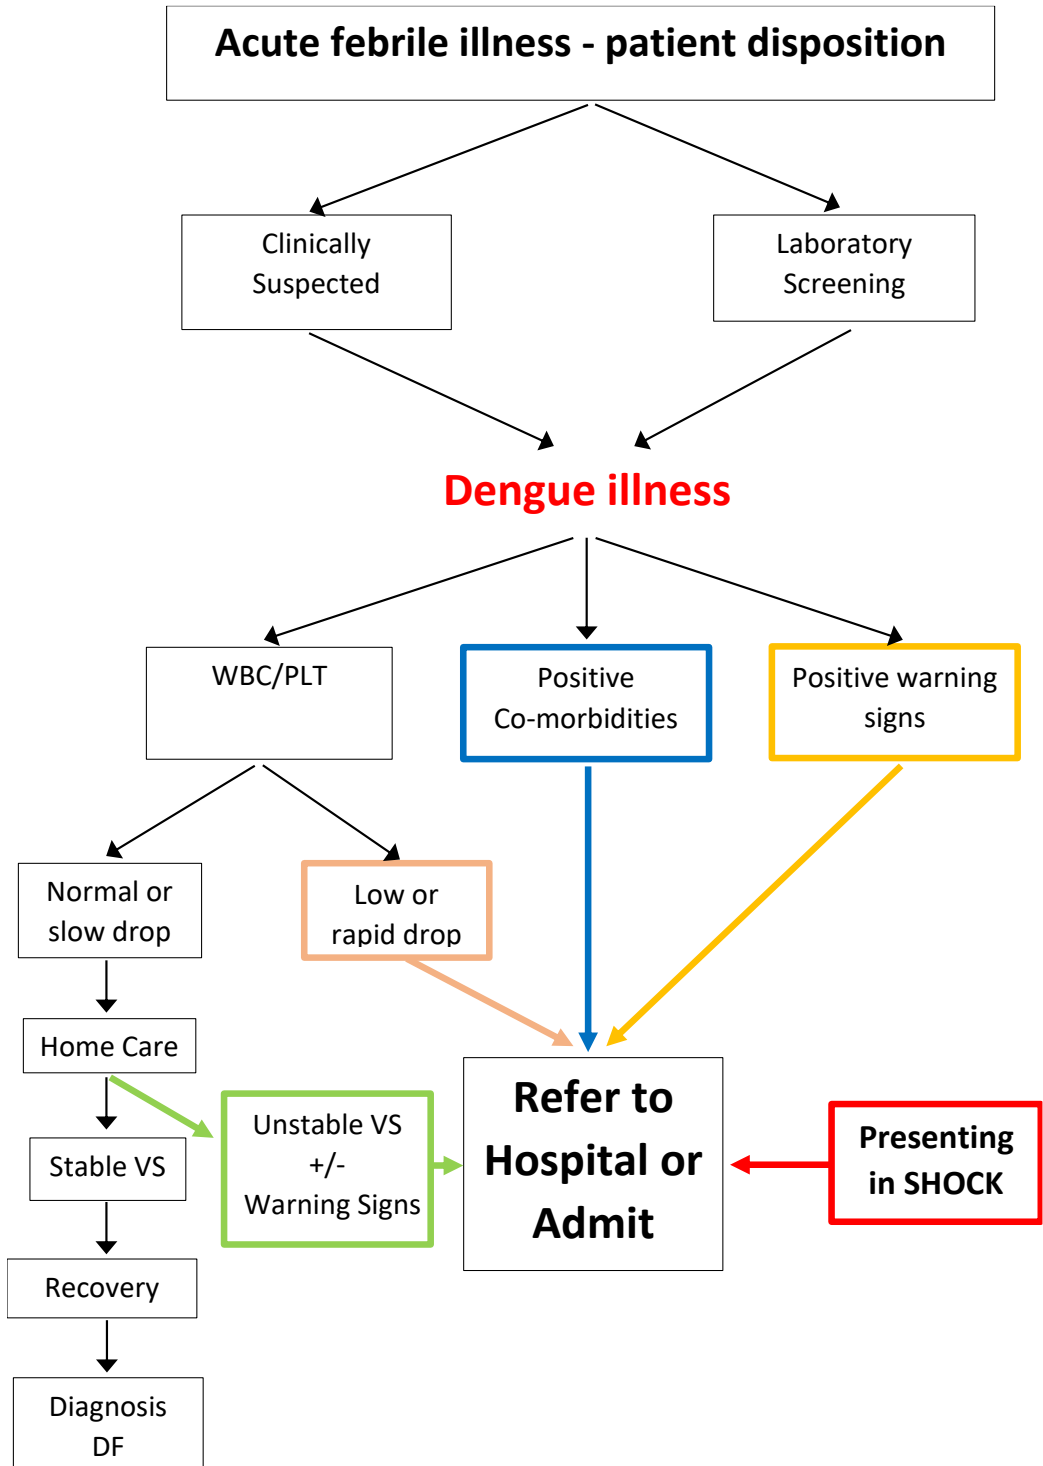 Acute febrile illness - patient disposition
Clinically
Suspected
Laboratory
Screening
Dengue illness
WBC/PLT
Positive
Co-morbidities
Positive warning
signs
Normal or
slow drop
Low or
rapid drop
Home Care
Unstable VS
+/-
Warning Signs
Refer to
Hospital or
Admit
Presenting
in SHOCK
Stable VS
Recovery
Diagnosis
DF